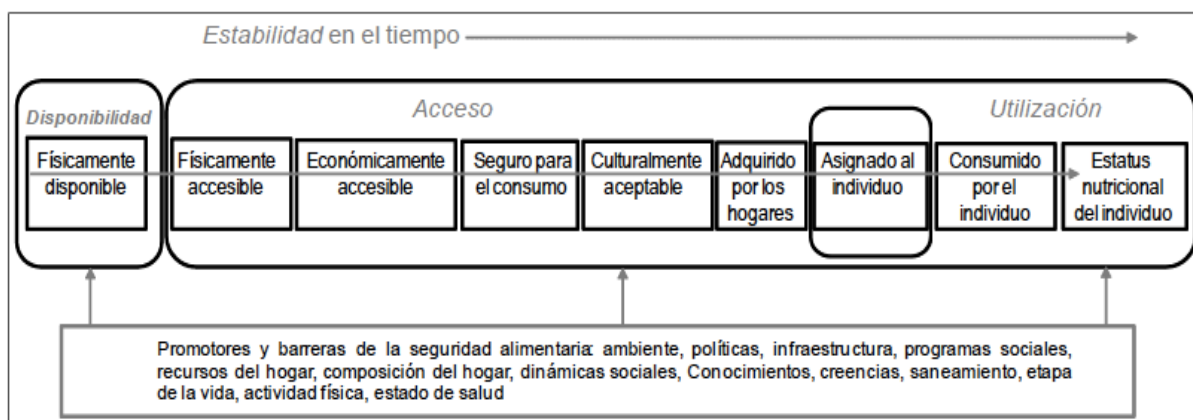 Estabilidad en el tiempo
Disponibilidad
Acceso
Utilización
Físicamente
disponible
Físicamente
accesible
Económicamente
accesible
Seguro para
el consumo
Culturalmente
aceptable
Adquirido
por los
hogares
Asignado al
individuo
Consumido
por el
individuo
Estatus
nutricional
del individuo
Promotores y barreras de la seguridad alimentaria: ambiente, políticas, infraestructura, programas sociales,
recursos del hogar, composición del hogar, dinámicas sociales, Conocimientos, creencias, saneamiento, etapa
de la vida, actividad física, estado de salud